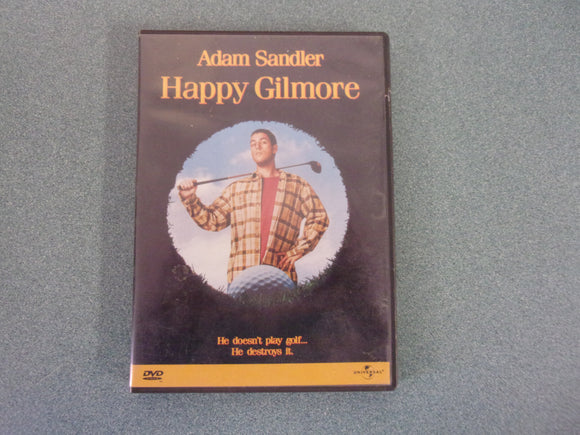 Adam Sandler
Happy Gilmore
He doesn't play golf...
He destroys it.
DVD
UNIVERSAL